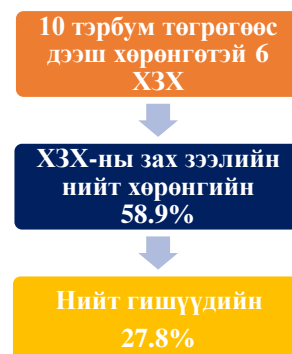 10 тэрбум төгрөгөөс
дээш хөрөнгөтэй 6
ХЗХ
ХЗХ-ны зах зээлийн
нийт хөрөнгийн
58.9%
Нийт гишүүдийн
27.8%